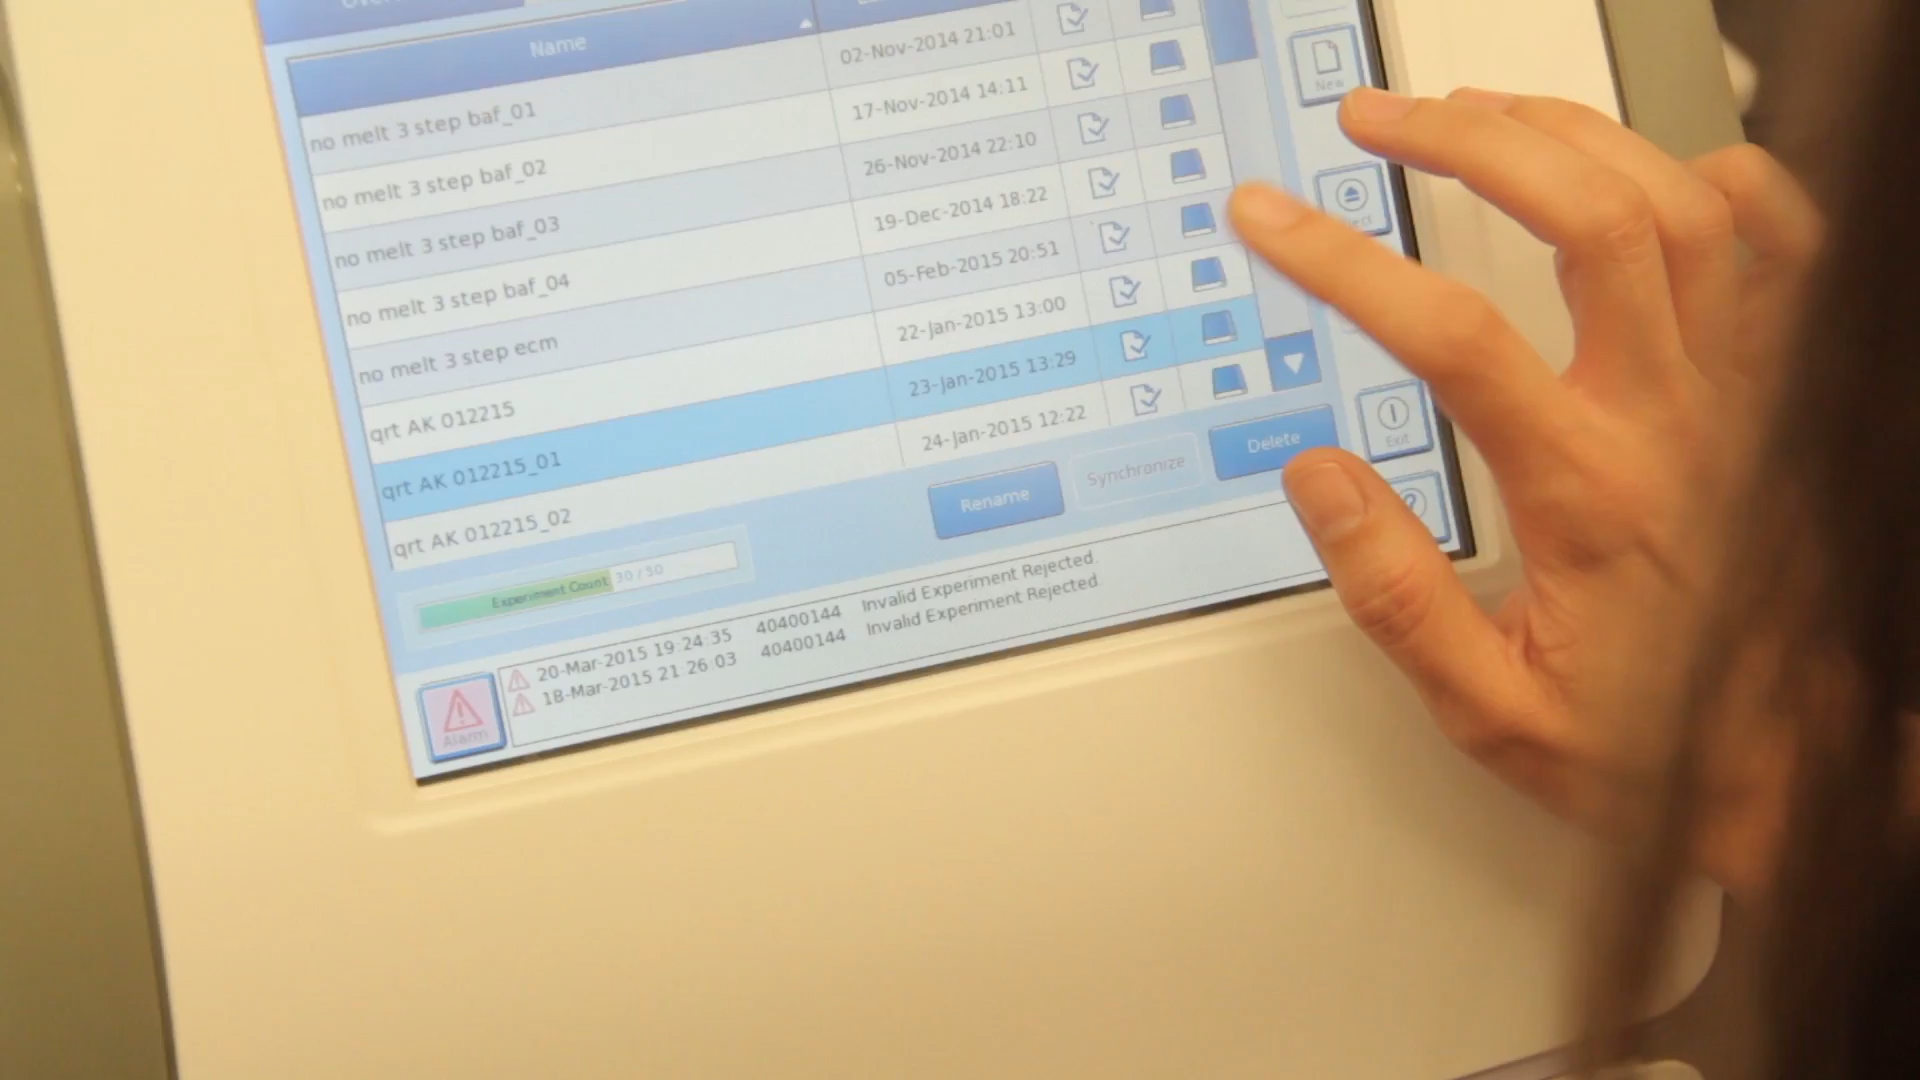 Name
no melt 3 step baf_01 02-Nov-2014 21:01
no melt 3 step baf_02 17-Nov-2014 14:11
no melt 3 step baf_03 26-Nov-2014 22:10
no melt 3 step baf_04 19-Dec-2014 18:22
no melt 3 step ecm 05-Feb-2015 20:51
qrt AK 012215 22-Jan-2015 13:00
qrt AK 012215_01 23-Jan-2015 13:29
qrt AK 012215_02 24-Jan-2015 12:22
New
Exit
Rename Synchronize Delete
Experiment Count 30 / 50
20-Mar-2015 19:24:35 40400144 Invalid Experiment Rejected.
18-Mar-2015 21:26:03 40400144 Invalid Experiment Rejected.
Alarm
?